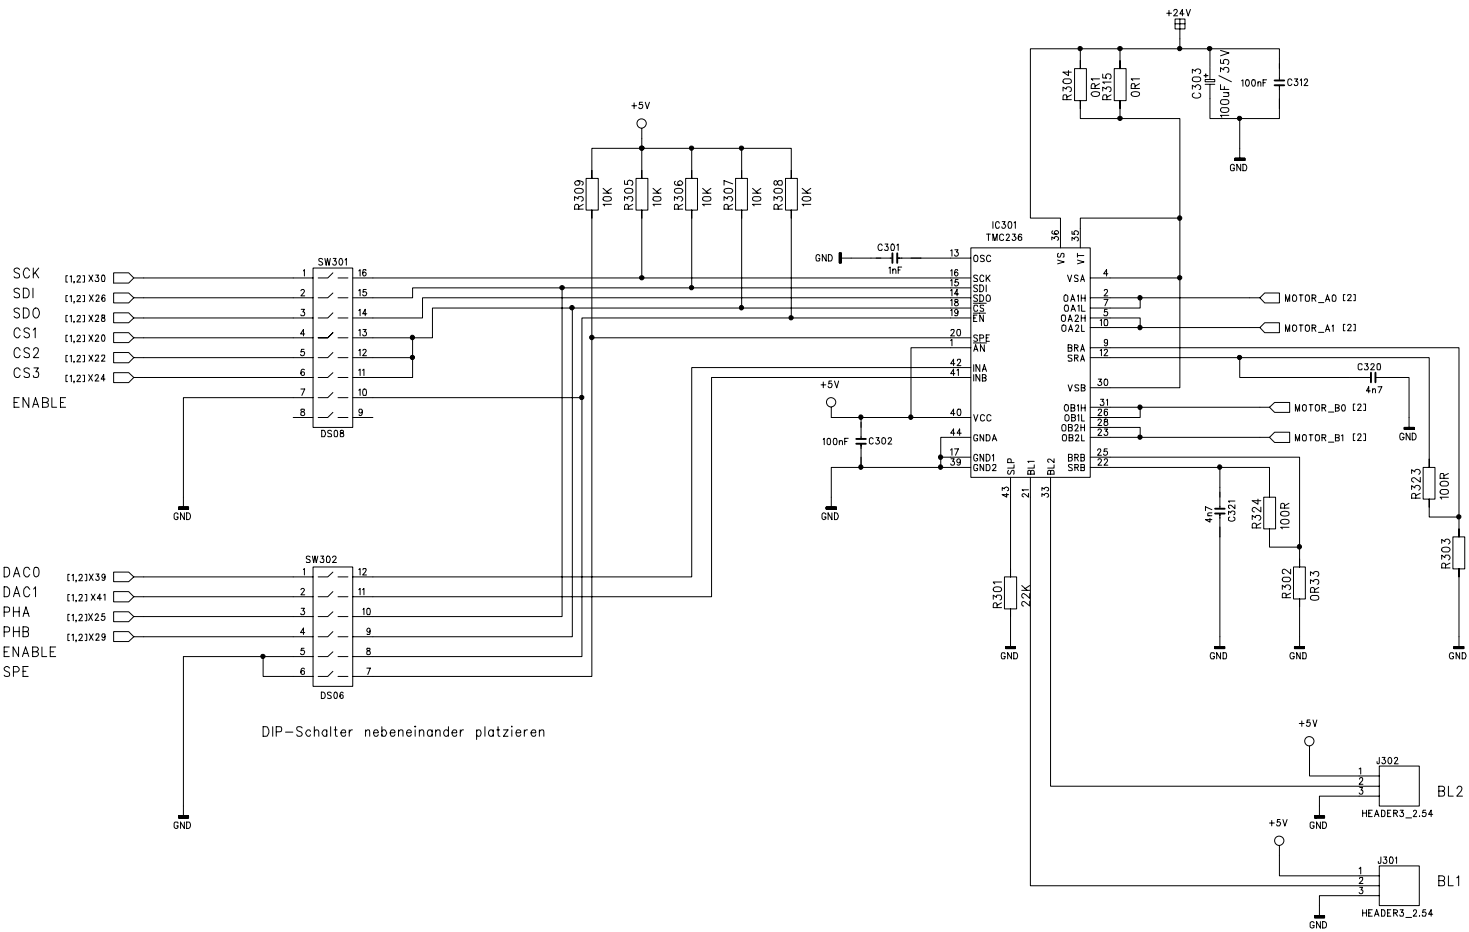 +24V
R304
0R1
R315
0R1
C303
+
100uF/35V
100nF
C312
GND
+5V
R309
10K
R305
10K
R306
10K
R307
10K
R308
10K
IC301
TMC236
36
35
VS
VT
GND
C301
1nF
13
OSC
16
SCK
15
SDI
14
SDO
18
CS
19
EN
20
SPE
1
AN
42
INA
41
INB
40
VCC
44
GNDA
17
GND1
39
GND2
VSA
4
OA1H
2
OA1L
7
OA2H
5
OA2L
10
BRA
9
SRA
12
VSB
30
OB1H
31
OB1L
26
OB2H
28
OB2L
23
BRB
25
SRB
22
SLP
BL1
BL2
43
21
33
MOTOR_A0 [2]
MOTOR_A1 [2]
C320
4n7
GND
MOTOR_B0 [2]
MOTOR_B1 [2]
+5V
100nF
C302
GND
SW301
SCK
[1,2]X30
1
16
SDI
[1,2]X26
2
15
SDO
[1,2]X28
3
14
CS1
[1,2]X20
4
13
CS2
[1,2]X22
5
12
CS3
[1,2]X24
6
11
ENABLE
7
10
8
9
DS08
GND
R323
100R
R303
4n7
C321
R324
100R
R302
0R33
R301
22K
GND
GND
GND
GND
SW302
DAC0
[1,2]X39
1
12
DAC1
[1,2]X41
2
11
PHA
[1,2]X25
3
10
PHB
[1,2]X29
4
9
ENABLE
5
8
SPE
6
7
DS06
DIP-Schalter nebeneinander platzieren
GND
+5V
J302
1
2
3
BL2
HEADER3_2.54
GND
+5V
J301
1
2
3
BL1
HEADER3_2.54
GND